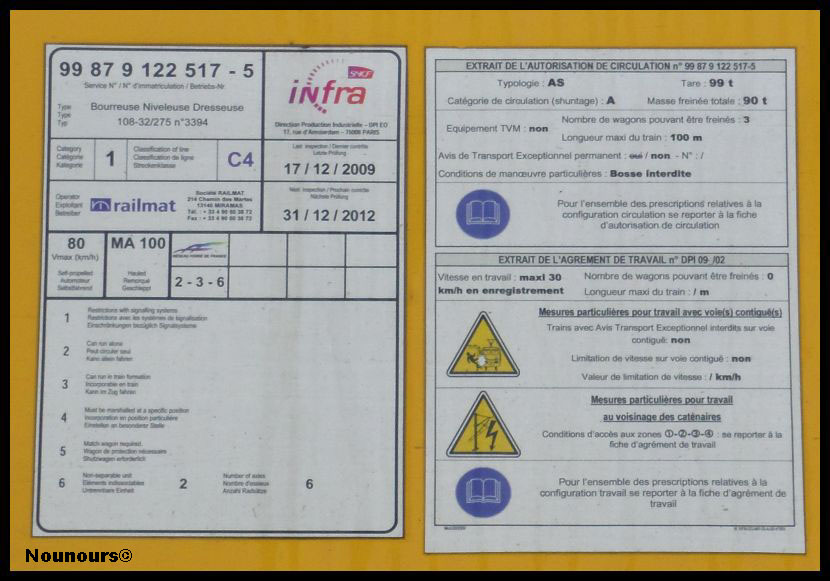 99 87 9 122 517 - 5
Service N° / N° d'immatriculation / Betriebs-Nr.
Type
Type
Typ
Bourreuse Niveleuse Dresseuse
108-32/275 n°3394
SNCF
infra
Direction Production Industrielle – DPI EO
17, rue d'Amsterdam - 75008 PARIS
Category
Catégorie
Kategorie
1
Classification of line
Classification de ligne
Streckenklasse
C4
Last inspection / Dernier contrôle
Letzte Prüfung
17 / 12 / 2009
Operator
Exploitant
Betreiber
railmat
Société RAILMAT
214 Chemin des Martes
13140 MIRAMAS
Next inspection / Prochain contrôle
Nächste Prüfung
31 / 12 / 2012
80
Vmax (km/h)
MA 100
RESEAU FERRE DE FRANCE
Self-propelled
Automoteur
Selbstfahrend
Hauled
Remorqué
Geschleppt
2 - 3 - 6
1
Restrictions with signalling systems
Restrictions avec les systèmes de signalisation
Einschränkungen bezüglich Signalsysteme
2
Can run alone
Peut circuler seul
Kann allein fahren
3
Can run in train formation
Incorporable en train
Kann im Zug fahren
4
Must be marshalled at a specific position
Incorporation en position particulière
Einstellen an besonderer Stelle
5
Match wagon required.
Wagon de protection nécessaire
Shutzwagen erforderlich
6
Non-separable unit
Eléments indissociables
Untrennbare Einheit
2
Number of axles
Nombre d'essieux
Anzahl Radsätze
6
EXTRAIT DE L'AUTORISATION DE CIRCULATION n° 99 87 9 122 517-5
Typologie : AS
Tare : 99 t
Catégorie de circulation (shuntage) : A
Masse freinée totale : 90 t
Equipement TVM : non
Nombre de wagons pouvant être freinés : 3
Longueur maxi du train : 100 m
Avis de Transport Exceptionnel permanent : oui / non - N° : /
Conditions de manœuvre particulières : Bosse interdite
Pour l'ensemble des prescriptions relatives à la
configuration circulation se reporter à la fiche
d'autorisation de circulation
EXTRAIT DE L'AGREMENT DE TRAVAIL n° DPI 09_/02
Vitesse en travail : maxi 30
km/h en enregistrement
Nombre de wagons pouvant être freinés : 0
Longueur maxi du train : / m
Mesures particulières pour travail avec voie(s) contiguë(s)
Trains avec Avis Transport Exceptionnel interdits sur voie
contiguë: non
Limitation de vitesse sur voie contiguë : non
Valeur de limitation de vitesse : / km/h
Mesures particulières pour travail
au voisinage des caténaires
Conditions d'accès aux zones ①-②-③-④ : se reporter à la
fiche d'agrément de travail
Pour l'ensemble des prescriptions relatives à la
configuration travail se reporter à la fiche d'agrément de
travail
Nounours©